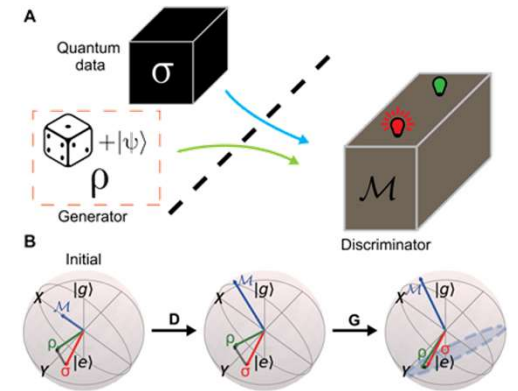 A
Quantum
data
σ
+|ψ⟩
ρ
Generator
M
Discriminator
B
Initial
X
|g⟩
M
ρ
Y
σ
|e⟩
D
X
M
|g⟩
ρ
Y
σ
|e⟩
G
M
X
|g⟩
ρ
σ
Y
|e⟩